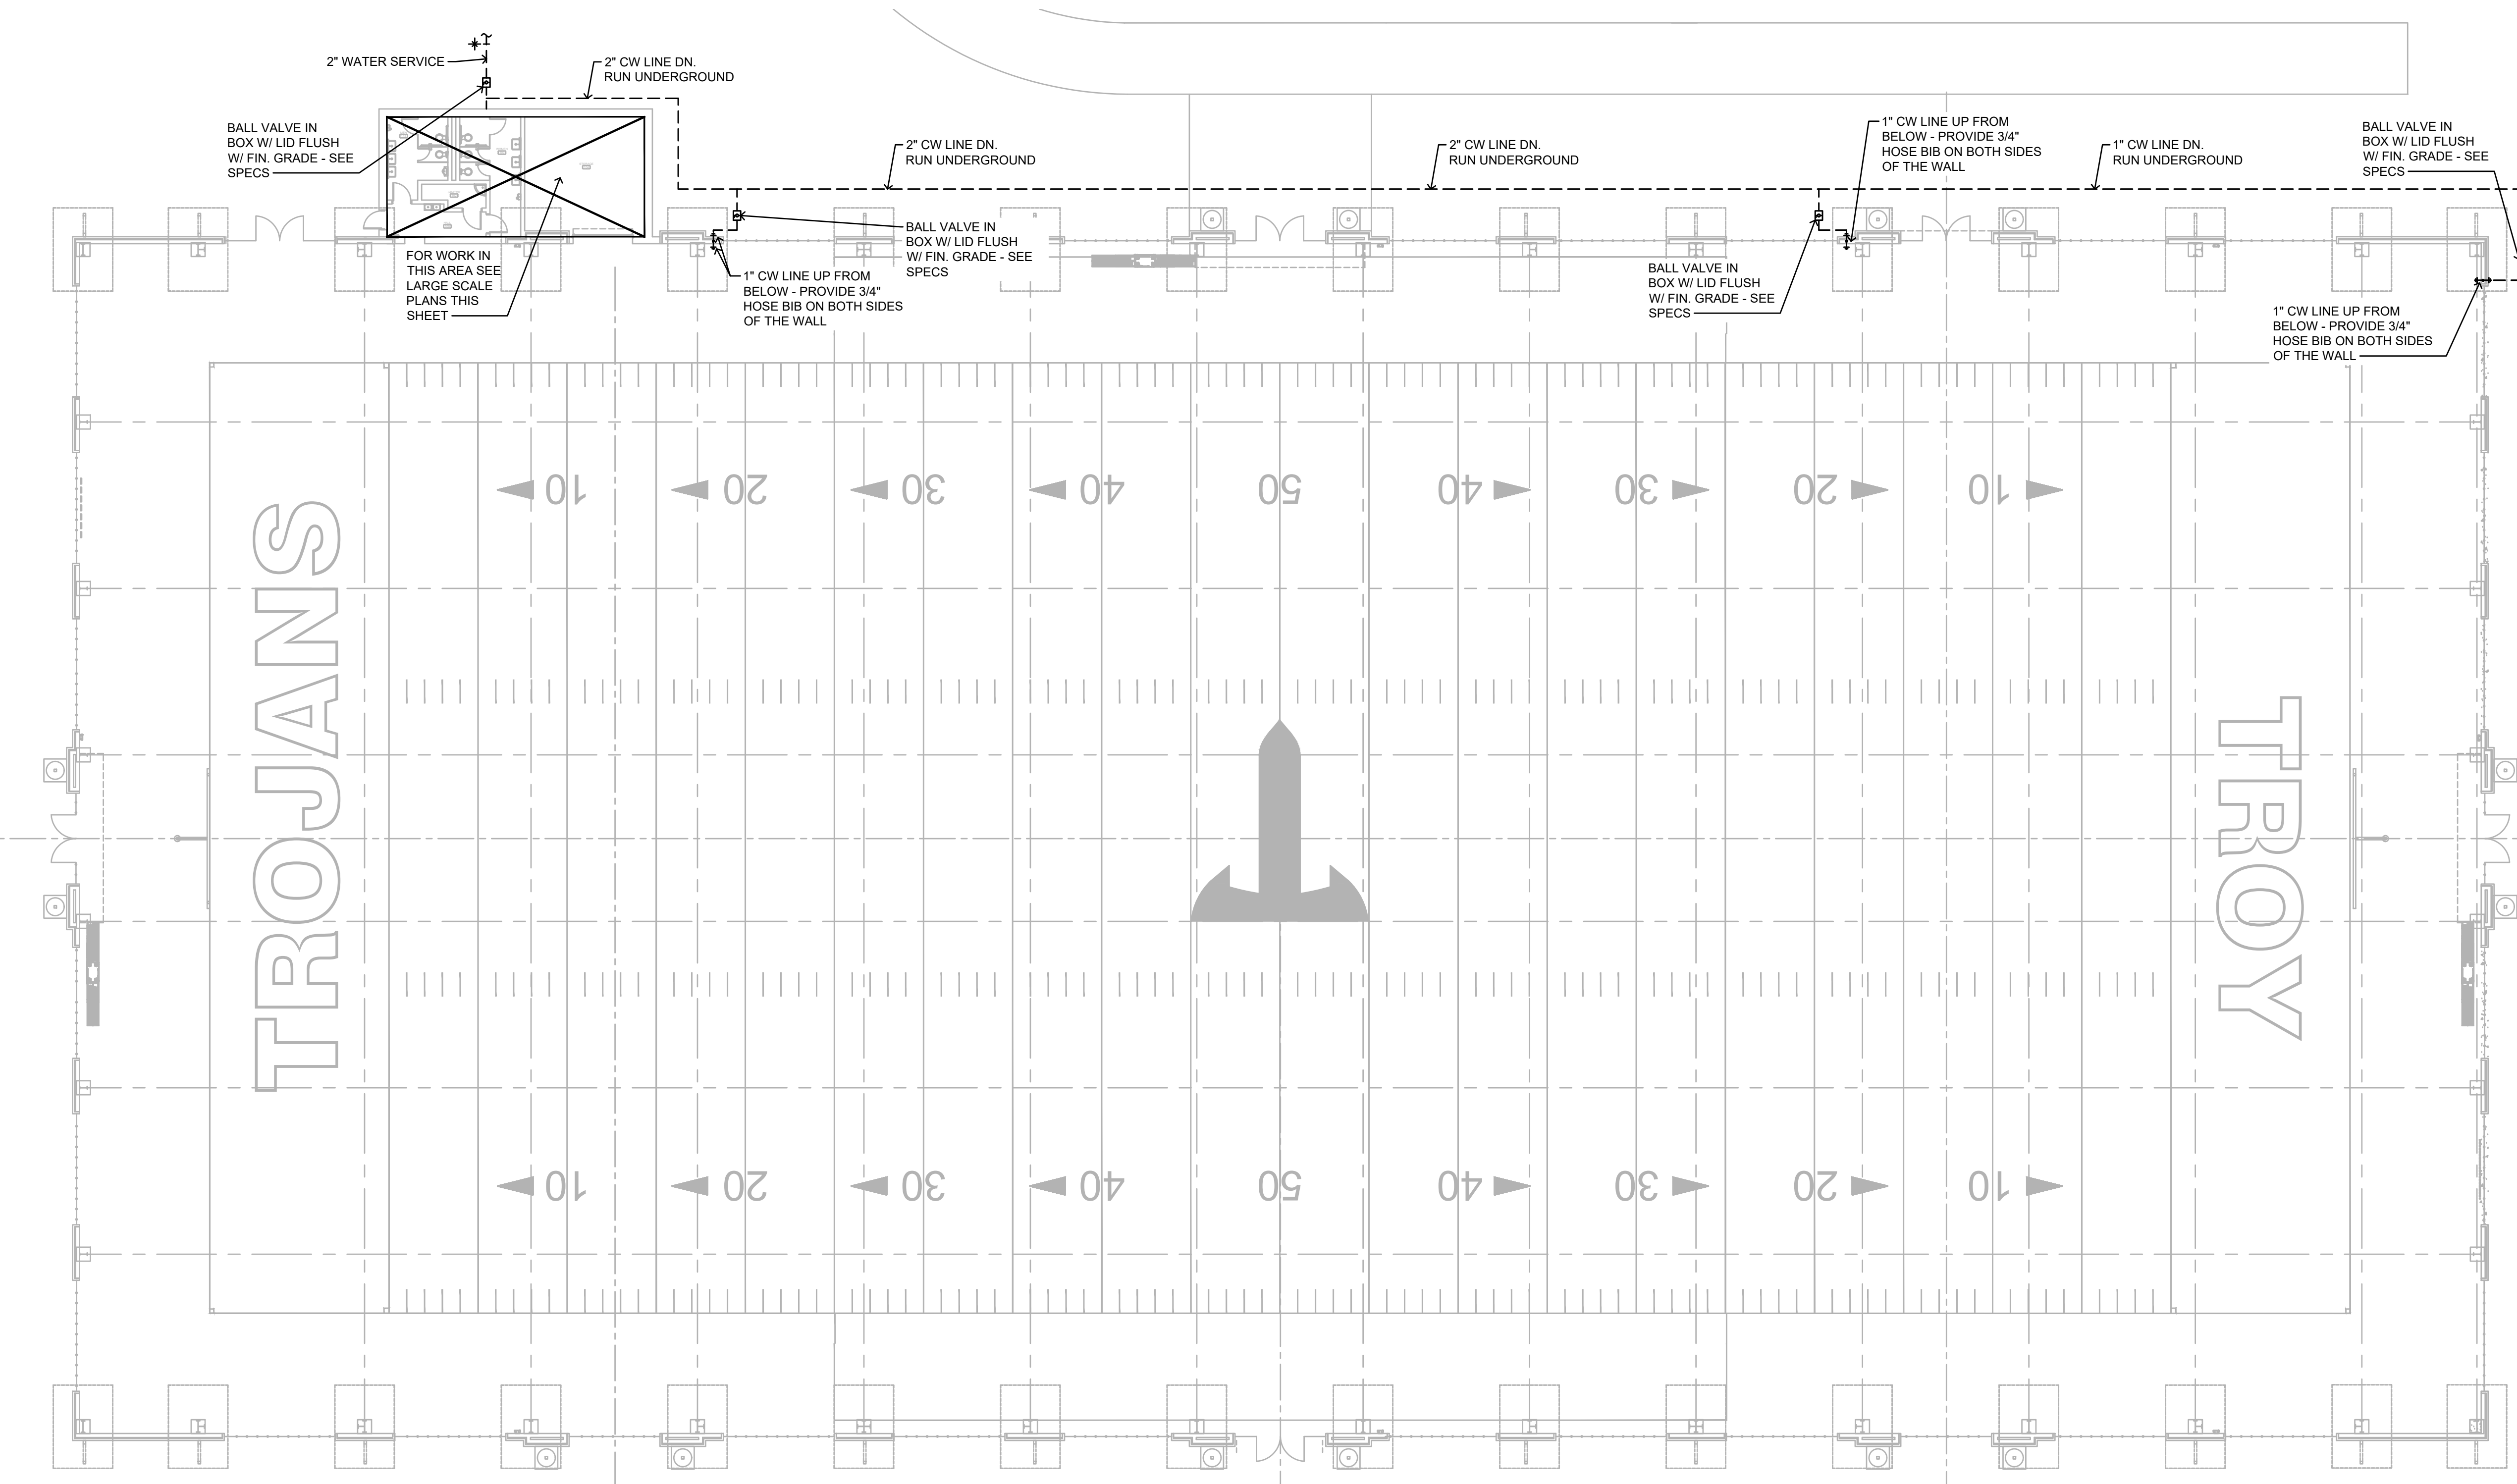 2" WATER SERVICE
2" CW LINE DN.
RUN UNDERGROUND
BALL VALVE IN
BOX W/ LID FLUSH
W/ FIN. GRADE - SEE
SPECS
2" CW LINE DN.
RUN UNDERGROUND
2" CW LINE DN.
RUN UNDERGROUND
1" CW LINE UP FROM
BELOW - PROVIDE 3/4"
HOSE BIB ON BOTH SIDES
OF THE WALL
1" CW LINE DN.
RUN UNDERGROUND
BALL VALVE IN
BOX W/ LID FLUSH
W/ FIN. GRADE - SEE
SPECS
FOR WORK IN
THIS AREA SEE
LARGE SCALE
PLANS THIS
SHEET
BALL VALVE IN
BOX W/ LID FLUSH
W/ FIN. GRADE - SEE
SPECS
1" CW LINE UP FROM
BELOW - PROVIDE 3/4"
HOSE BIB ON BOTH SIDES
OF THE WALL
BALL VALVE IN
BOX W/ LID FLUSH
W/ FIN. GRADE - SEE
SPECS
1" CW LINE UP FROM
BELOW - PROVIDE 3/4"
HOSE BIB ON BOTH SIDES
OF THE WALL
10 20 30 40 50 40 30 20 10
TROJANS
TROY
10 20 30 40 50 40 30 20 10